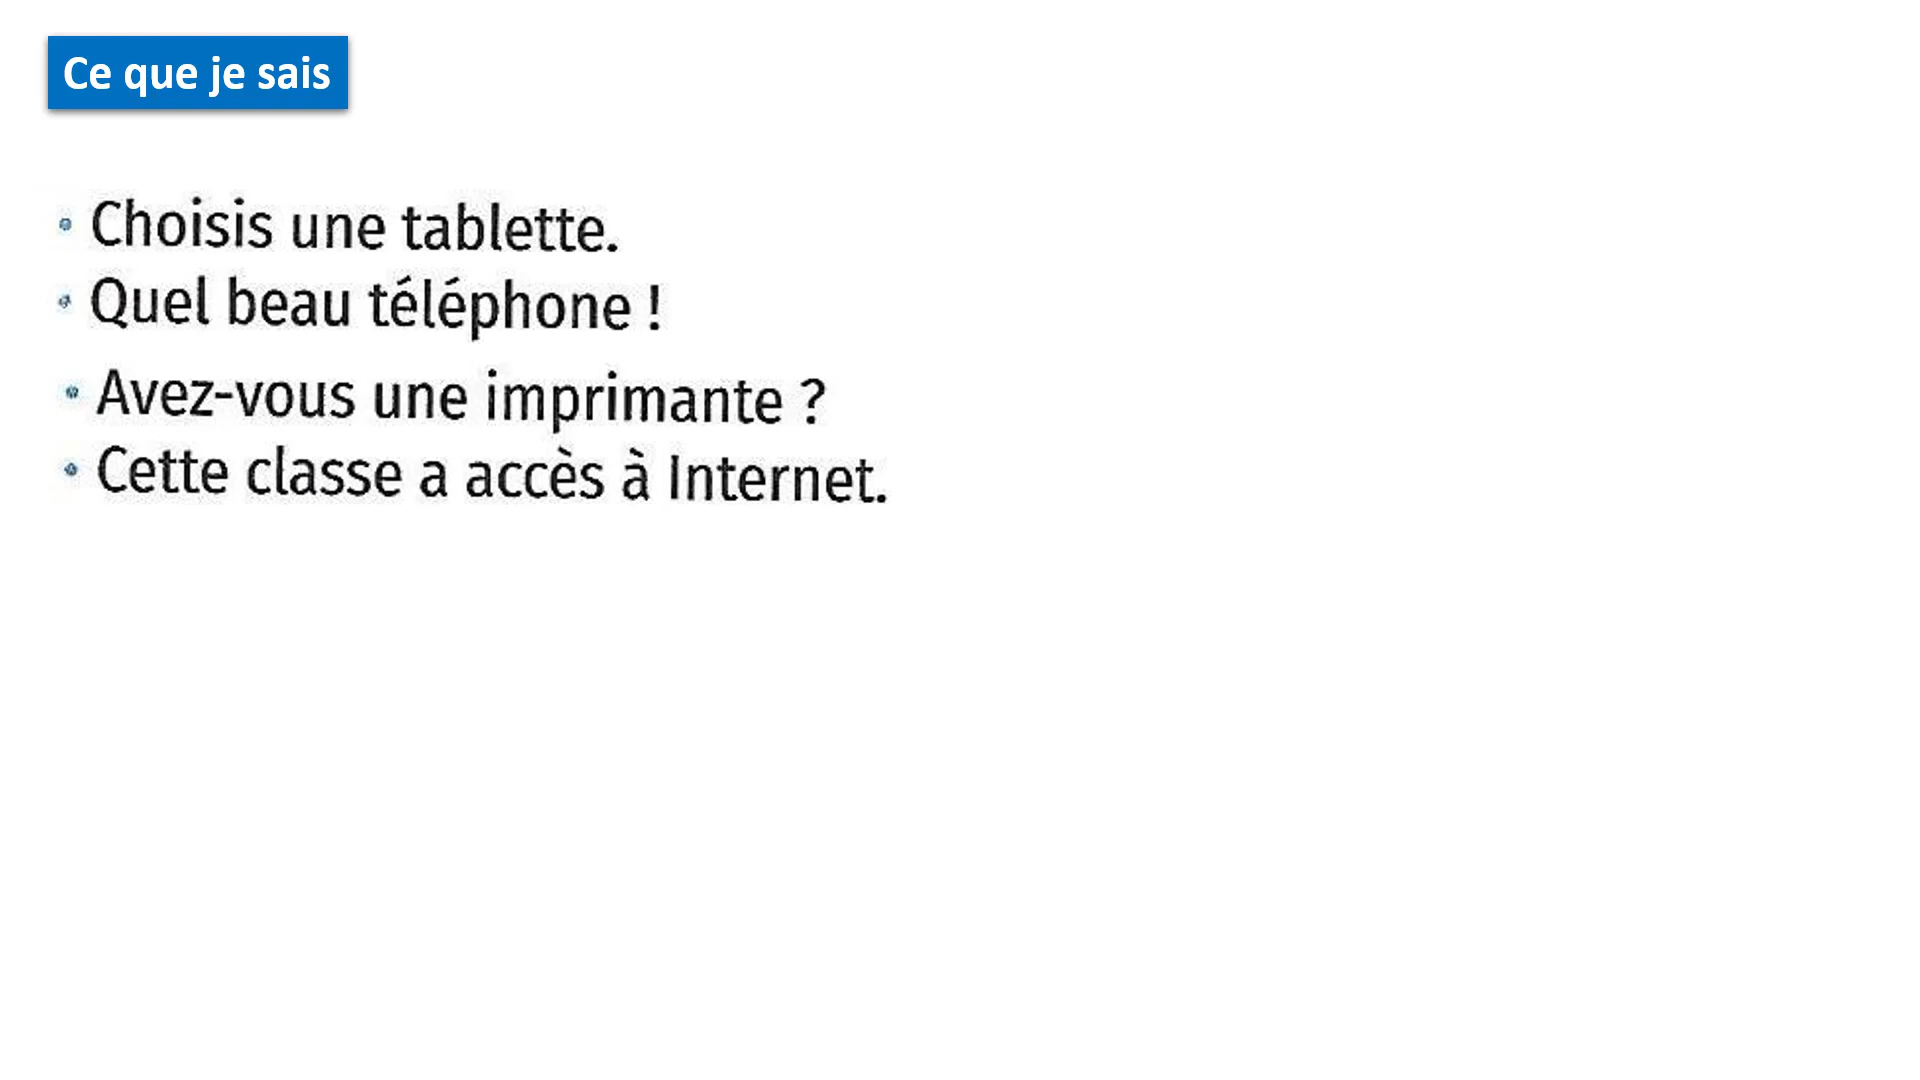 Ce que je sais
• Choisis une tablette.
• Quel beau téléphone !
• Avez-vous une imprimante ?
• Cette classe a accès à Internet.